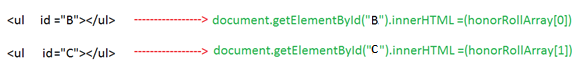 <ul id ="B"></ul> ----------------> document.getElementById("B").innerHTML =(honorRollArray[0])
<ul id="C"></ul> ----------------> document.getElementById("C").innerHTML =(honorRollArray[1])